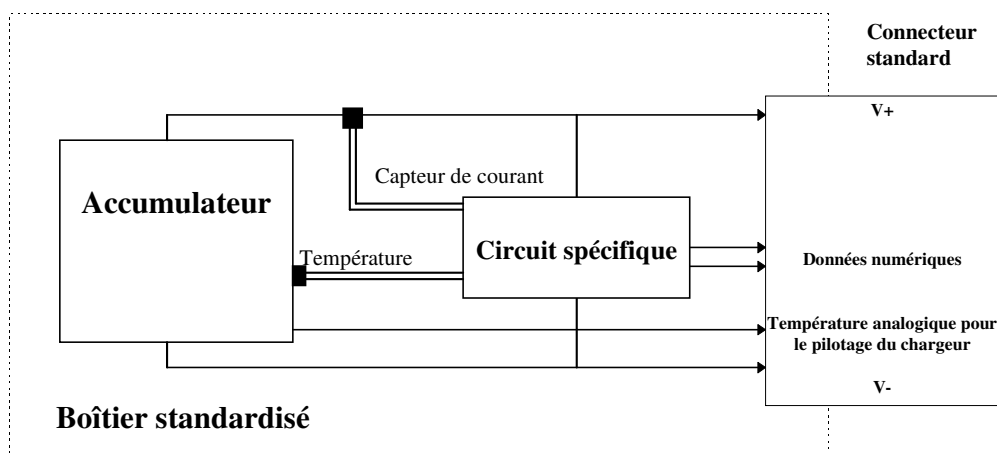 Connecteur
standard
V+
Capteur de courant
Accumulateur
Circuit spécifique
Température
Données numériques
Température analogique pour
le pilotage du chargeur
V-
Boîtier standardisé